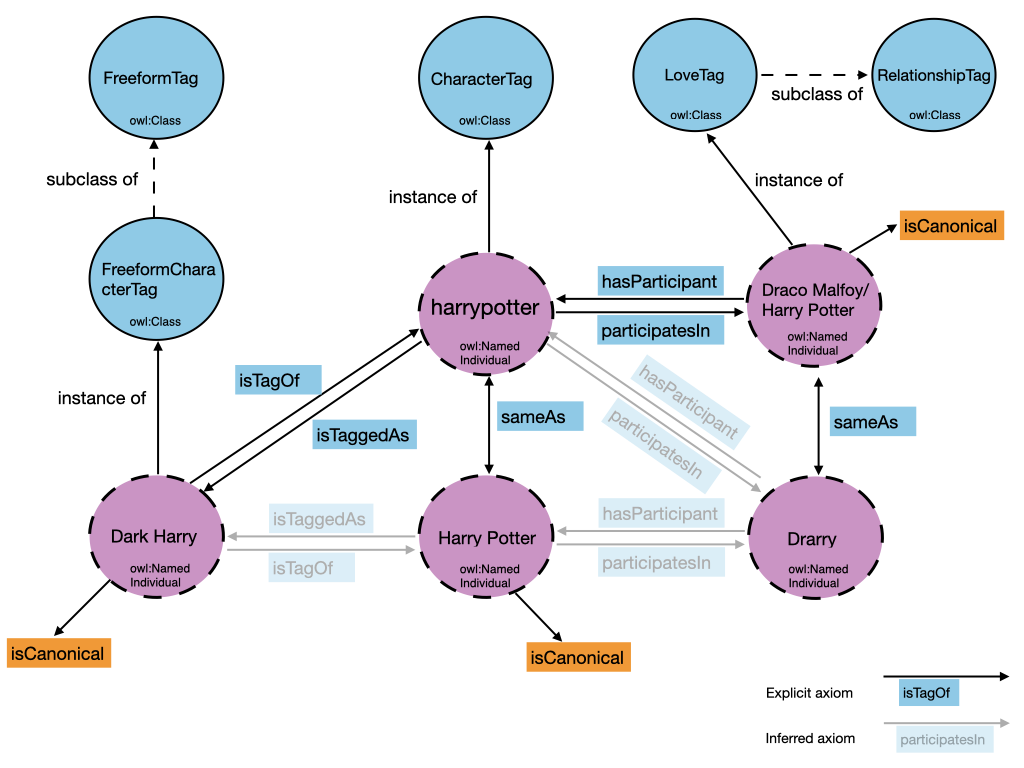 FreeformTag
owl:Class
CharacterTag
owl:Class
LoveTag
owl:Class
subclass of
RelationshipTag
owl:Class
subclass of
instance of
instance of
isCanonical
FreeformChara
cterTag
owl:Class
harrypotter
owl:Named
Individual
hasParticipant
participatesIn
Draco Malfoy/
Harry Potter
owl:Named
Individual
instance of
isTagOf
isTaggedAs
sameAs
hasParticipant
participatesIn
sameAs
Dark Harry
owl:Named
Individual
isTaggedAs
isTagOf
Harry Potter
owl:Named
Individual
hasParticipant
participatesIn
Drarry
owl:Named
Individual
isCanonical
isCanonical
Explicit axiom
isTagOf
Inferred axiom
participatesIn